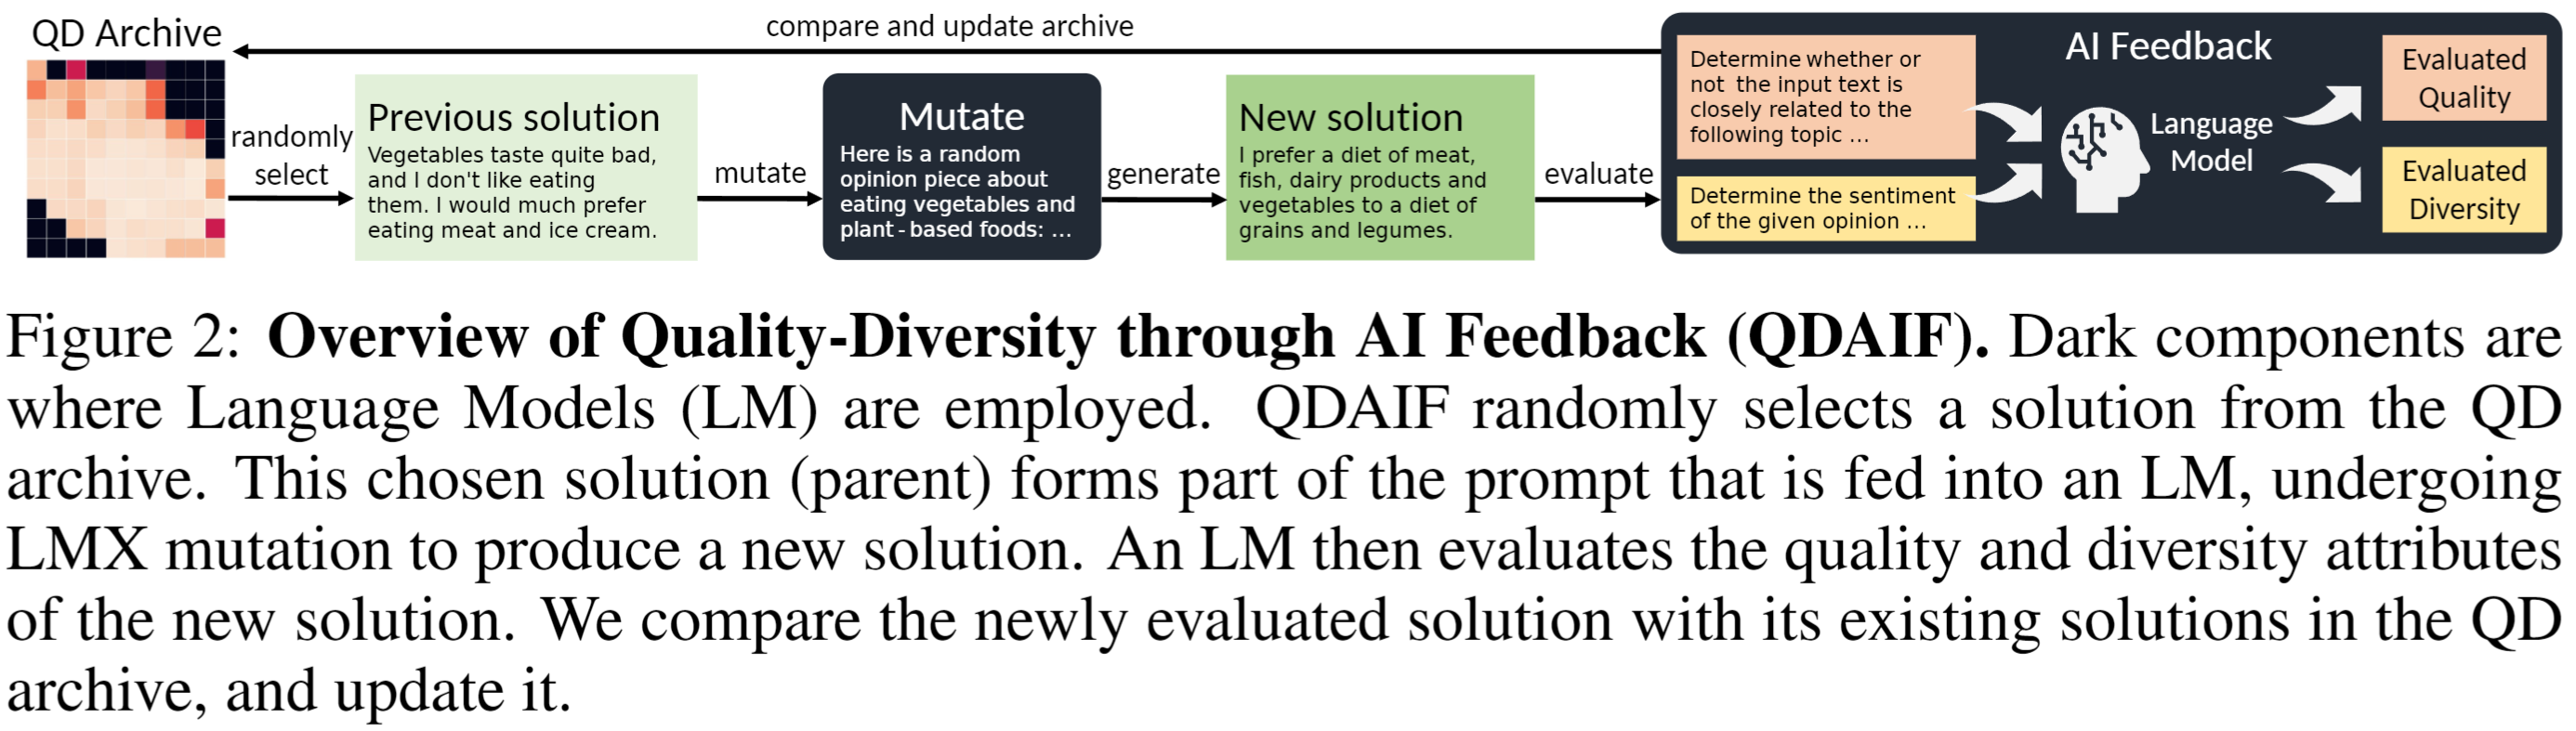 QD Archive
compare and update archive
randomly
select
Previous solution
Vegetables taste quite bad,
and I don't like eating
them. I would much prefer
eating meat and ice cream.
mutate
Mutate
Here is a random
opinion piece about
eating vegetables and
plant-based foods: ...
generate
New solution
I prefer a diet of meat,
fish, dairy products and
vegetables to a diet of
grains and legumes.
evaluate
Determine whether or
not the input text is
closely related to the
following topic ...
Determine the sentiment
of the given opinion ...
AI Feedback
Language
Model
Evaluated
Quality
Evaluated
Diversity
Figure 2: Overview of Quality-Diversity through AI Feedback (QDAIF). Dark components are
where Language Models (LM) are employed. QDAIF randomly selects a solution from the QD
archive. This chosen solution (parent) forms part of the prompt that is fed into an LM, undergoing
LMX mutation to produce a new solution. An LM then evaluates the quality and diversity attributes
of the new solution. We compare the newly evaluated solution with its existing solutions in the QD
archive, and update it.